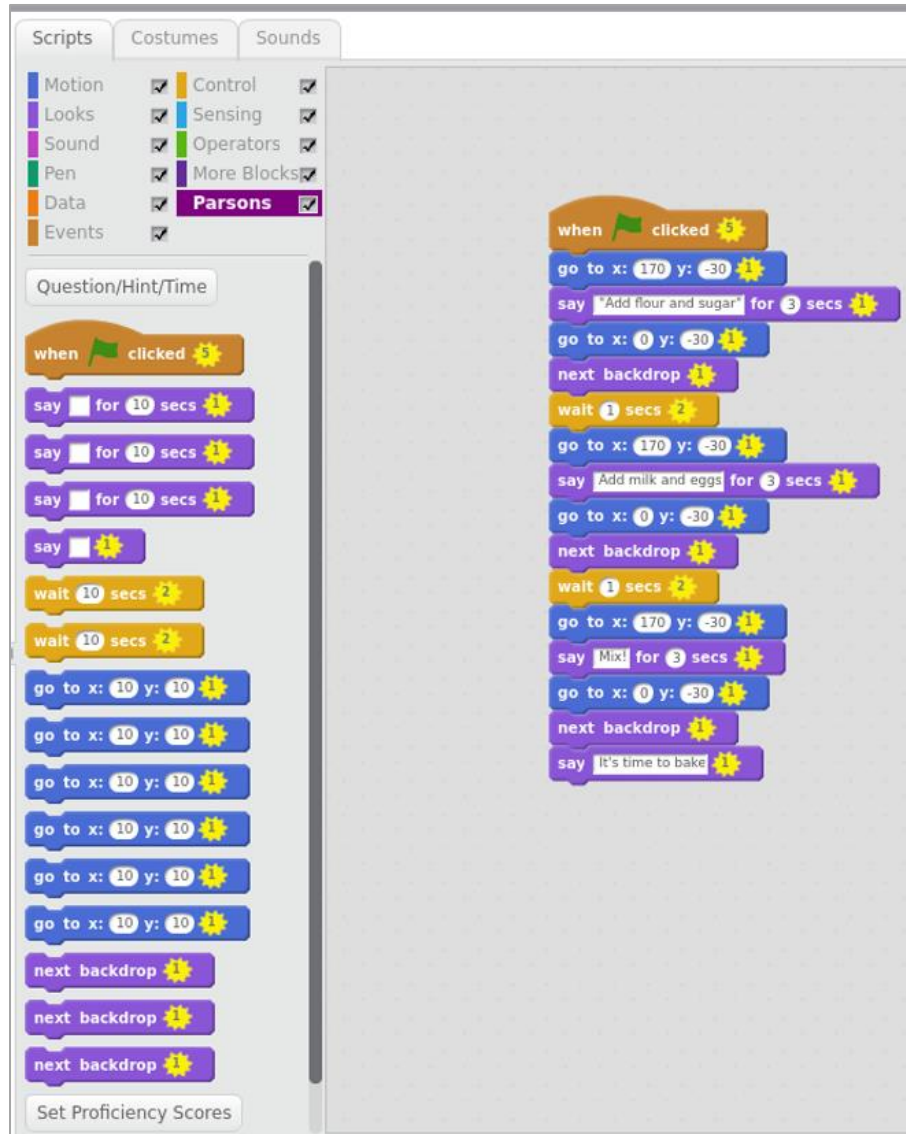 Scripts Costumes Sounds
Motion Control
Looks Sensing
Sound Operators
Pen More Blocks
Data Parsons
Events
Question/Hint/Time
when clicked 5
say for 10 secs 1
say for 10 secs 1
say for 10 secs 1
say 1
wait 10 secs 2
wait 10 secs 2
go to x: 10 y: 10 1
go to x: 10 y: 10 1
go to x: 10 y: 10 1
go to x: 10 y: 10 1
go to x: 10 y: 10 1
go to x: 10 y: 10 1
next backdrop 1
next backdrop 1
next backdrop 1
Set Proficiency Scores
when clicked 5
go to x: 170 y: -30 1
say "Add flour and sugar" for 3 secs 1
go to x: 0 y: -30 1
next backdrop 1
wait 1 secs 2
go to x: 170 y: -30 1
say Add milk and eggs for 3 secs 1
go to x: 0 y: -30 1
next backdrop 1
wait 1 secs 2
go to x: 170 y: -30 1
say Mix! for 3 secs 1
go to x: 0 y: -30 1
next backdrop 1
say It's time to bake 1